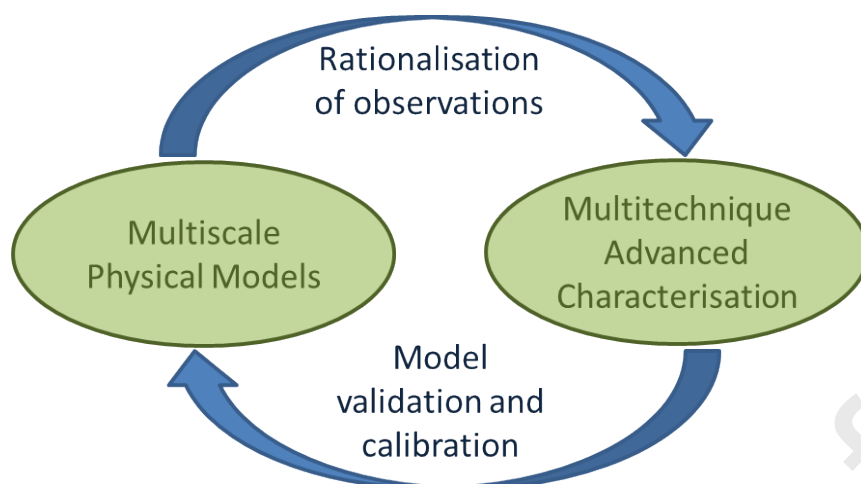 Rationalisation
of observations
Multiscale
Physical Models
Multitechnique
Advanced
Characterisation
Model
validation and
calibration